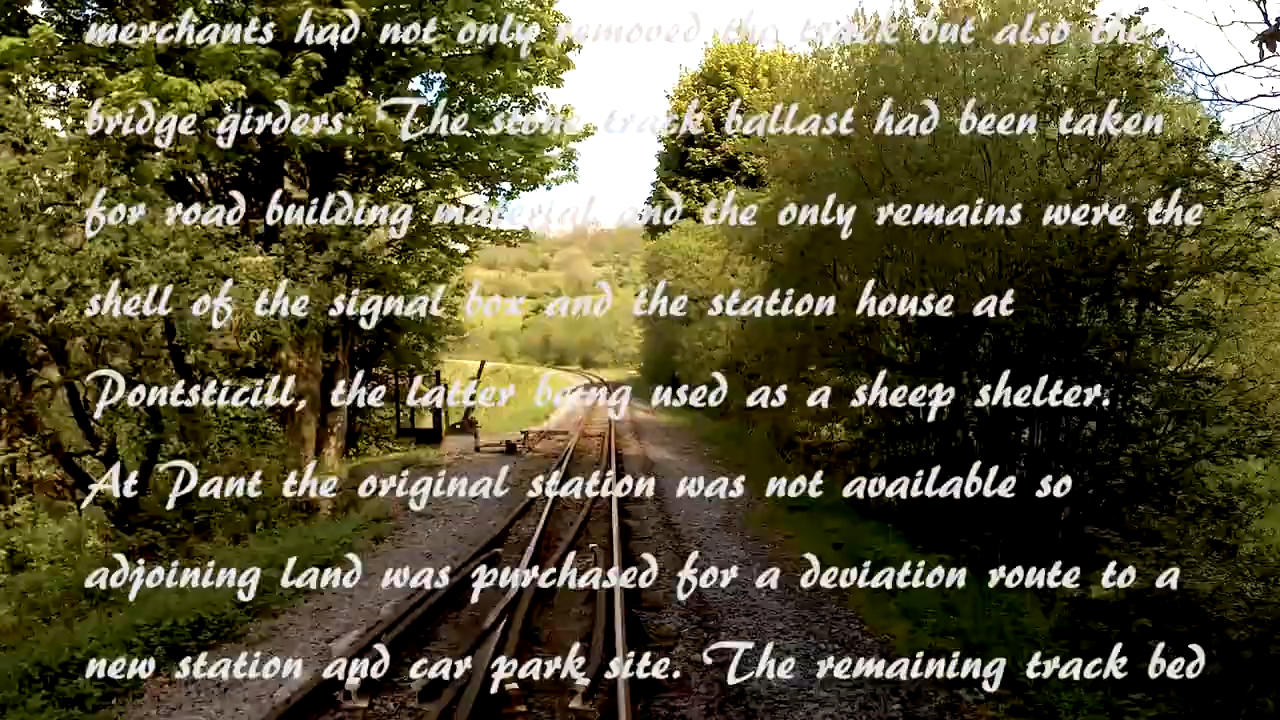 merchants had not only removed the track but also the
bridge girders. The stone track ballast had been taken
for road building material and the only remains were the
shell of the signal box and the station house at
Pontsticill, the latter being used as a sheep shelter.
At Pant the original station was not available so
adjoining land was purchased for a deviation route to a
new station and car park site. The remaining track bed